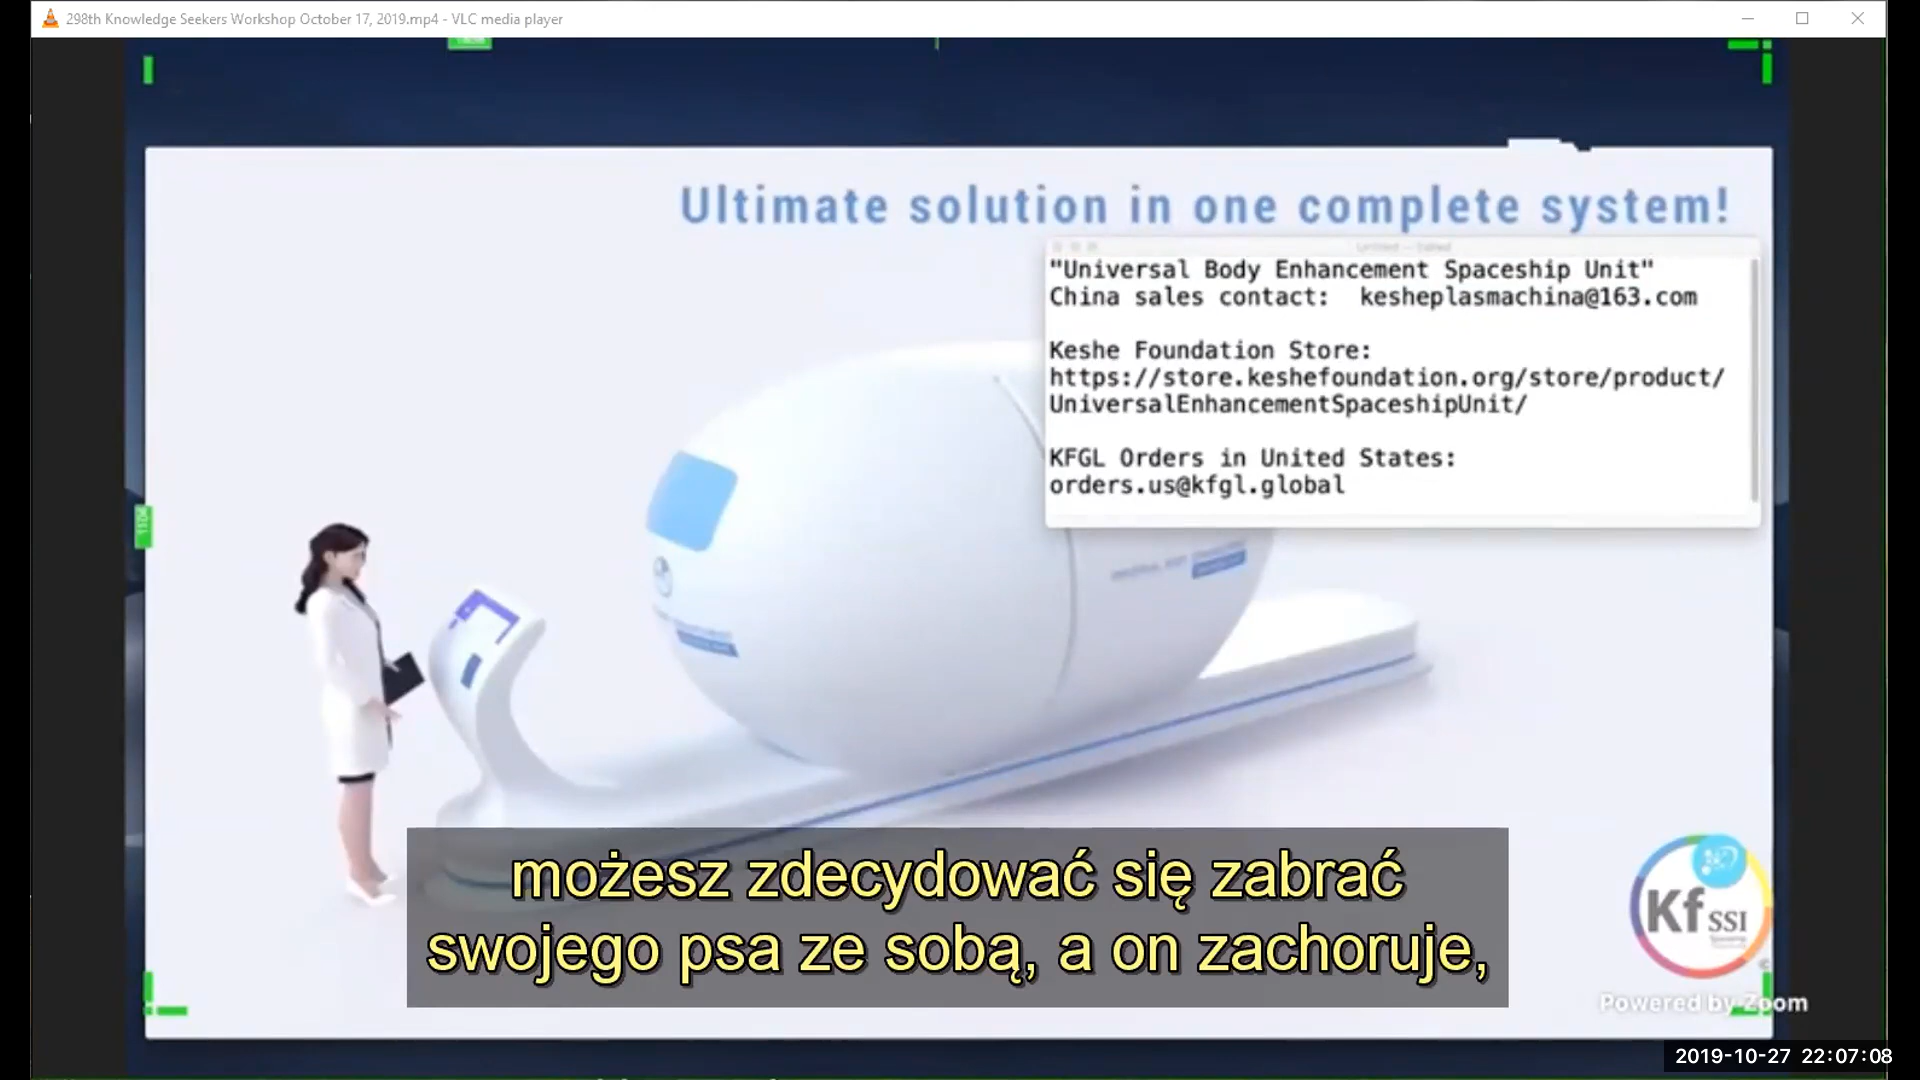 298th Knowledge Seekers Workshop October 17, 2019.mp4 - VLC media player
Ultimate solution in one complete system!
"Universal Body Enhancement Spaceship Unit"
China sales contact: kesheplasmachina@163.com
Keshe Foundation Store:
https://store.keshefoundation.org/store/product/
UniversalEnhancementSpaceshipUnit/
KFGL Orders in United States:
orders.us@kfgl.global
możesz zdecydować się zabrać
swojego psa ze sobą, a on zachoruje,
Kf SSI
Powered by Zoom
2019-10-27 22:07:08